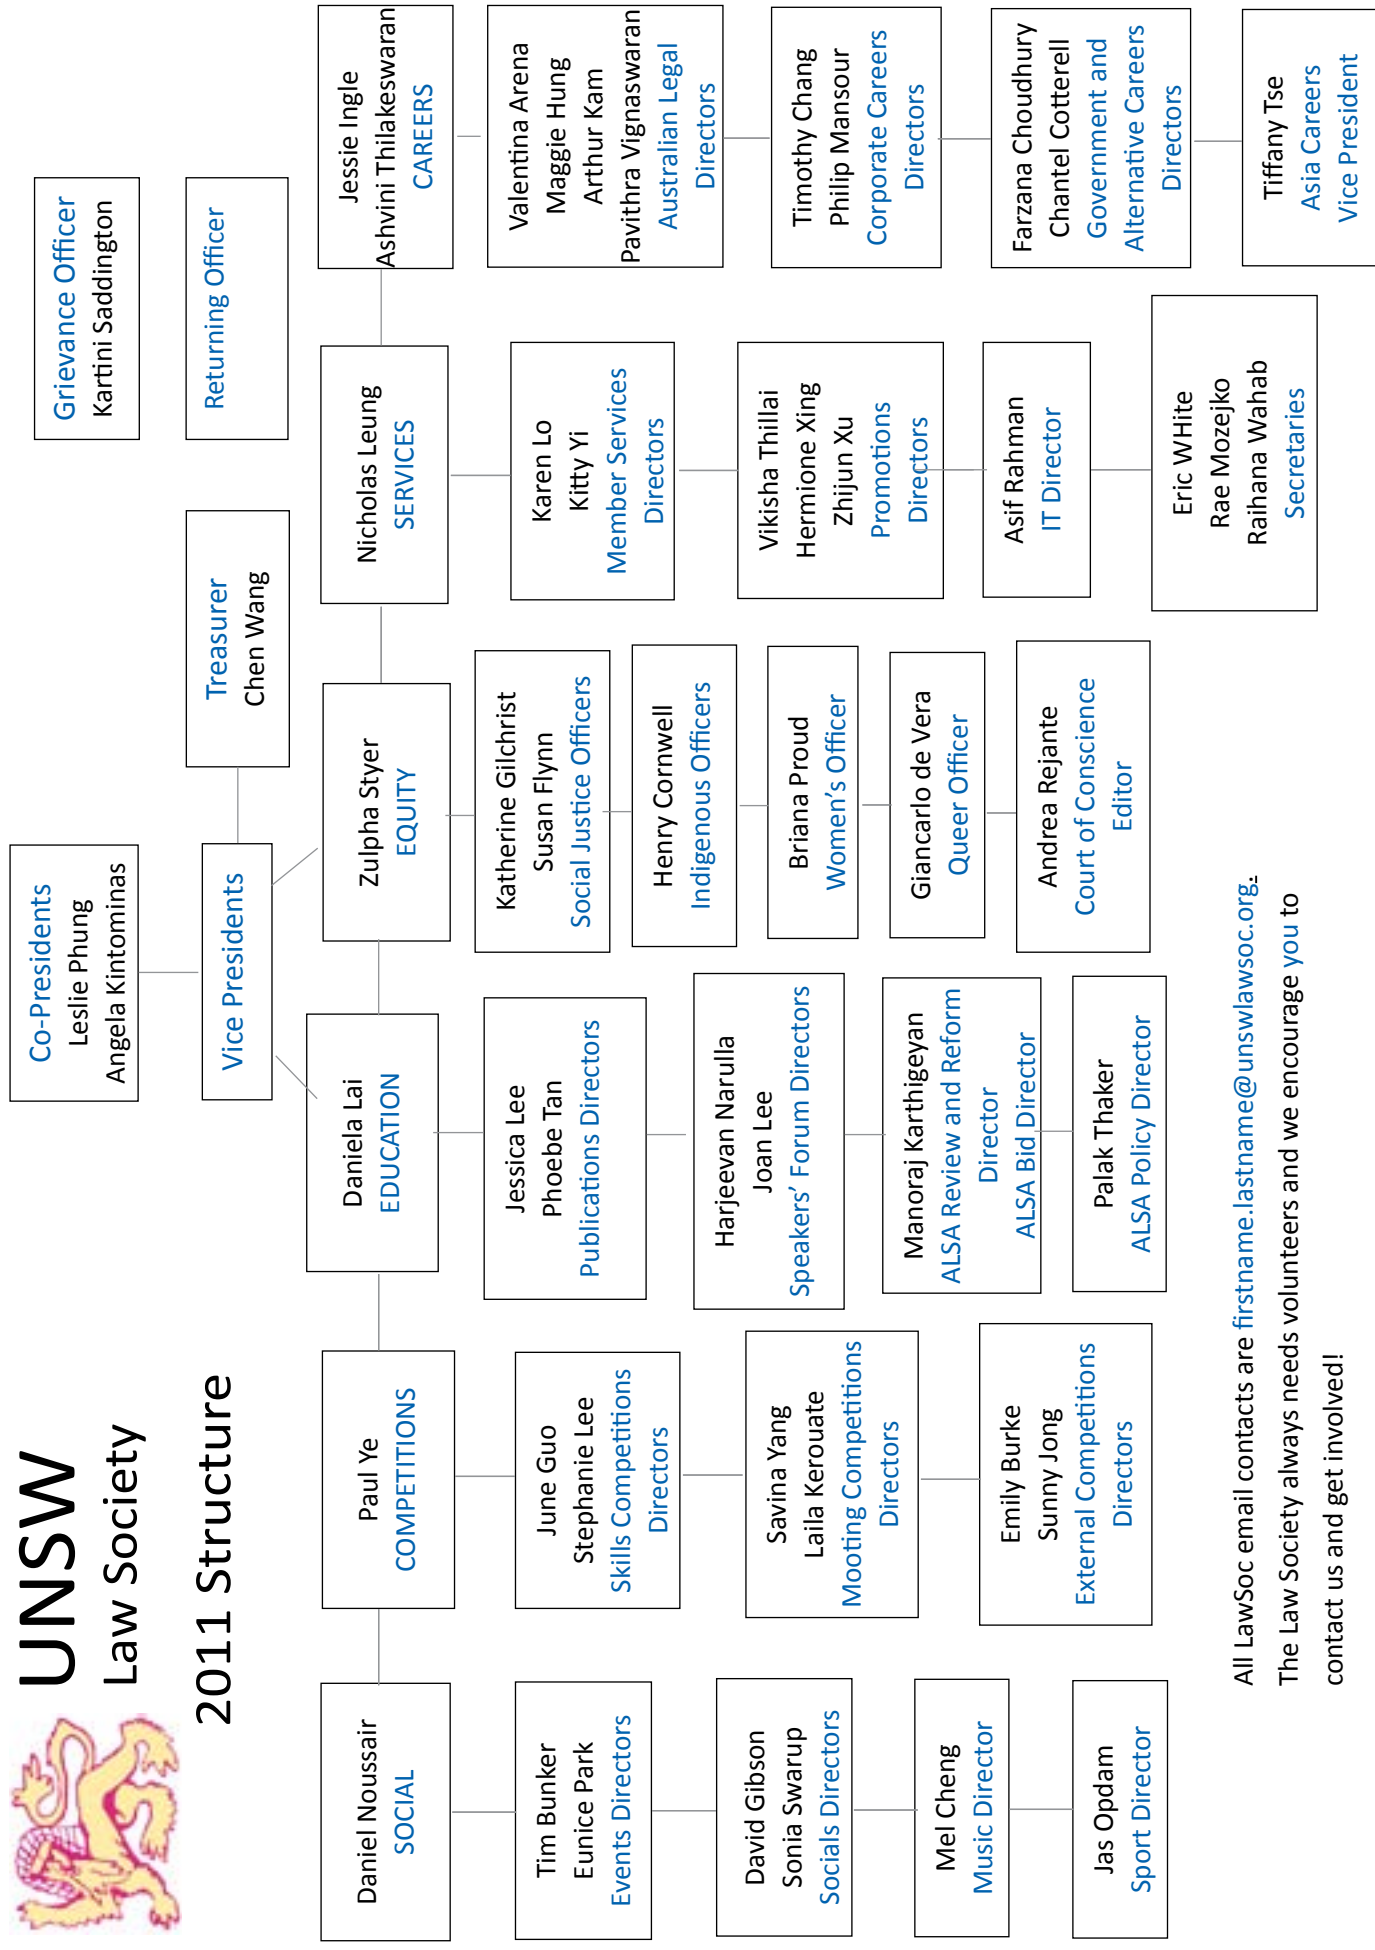 UNSW
Law Society
2011 Structure
Co-Presidents
Leslie Phung
Angela Kintominas
Grievance Officer
Kartini Saddington
Vice Presidents
Treasurer
Chen Wang
Returning Officer
Daniel Noussair
SOCIAL
Tim Bunker
Eunice Park
Events Directors
David Gibson
Sonia Swarup
Socials Directors
Mel Cheng
Music Director
Jas Opdam
Sport Director
Paul Ye
COMPETITIONS
June Guo
Stephanie Lee
Skills Competitions
Directors
Savina Yang
Laila Kerouate
Mooting Competitions
Directors
Emily Burke
Sunny Jong
External Competitions
Directors
Daniela Lai
EDUCATION
Jessica Lee
Phoebe Tan
Publications Directors
Harjeevan Narulla
Joan Lee
Speakers’ Forum Directors
Manoraj Karthigeyan
ALSA Review and Reform
Director
ALSA Bid Director
Palak Thaker
ALSA Policy Director
Zulpha Styer
EQUITY
Katherine Gilchrist
Susan Flynn
Social Justice Officers
Henry Cornwell
Indigenous Officers
Briana Proud
Women’s Officer
Giancarlo de Vera
Queer Officer
Andrea Rejante
Court of Conscience
Editor
Nicholas Leung
SERVICES
Karen Lo
Kitty Yi
Member Services
Directors
Vikisha Thillai
Hermione Xing
Zhijun Xu
Promotions
Directors
Asif Rahman
IT Director
Eric WHite
Rae Mozejko
Raihana Wahab
Secretaries
Jessie Ingle
Ashvini Thilakeswaran
CAREERS
Valentina Arena
Maggie Hung
Arthur Kam
Pavithra Vignaswaran
Australian Legal
Directors
Timothy Chang
Philip Mansour
Corporate Careers
Directors
Farzana Choudhury
Chantel Cotterell
Government and
Alternative Careers
Directors
Tiffany Tse
Asia Careers
Vice President
All LawSoc email contacts are firstname.lastname@unswlawsoc.org.
The Law Society always needs volunteers and we encourage you to
contact us and get involved!